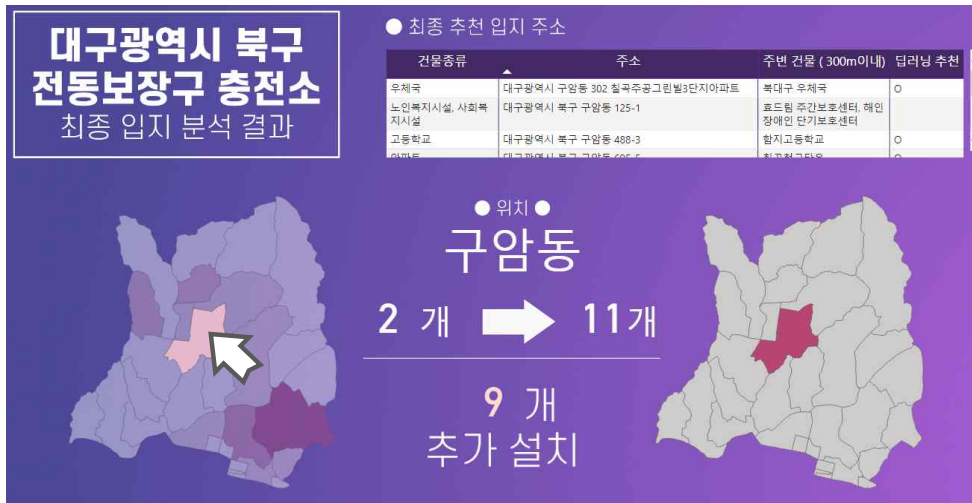 대구광역시 북구
전동보장구 충전소
최종 입지 분석 결과
● 최종 추천 입지 주소
건물종류 주소 주변 건물 ( 300m이내) 딥러닝 추천
우체국 대구광역시 구암동 302 칠곡주공그린빌3단지아파트 북대구 우체국 O
노인복지시설, 사회복 대구광역시 북구 구암동 125-1 효드림 주간보호센터, 해인
지시설 장애인 단기보호센터
고등학교 대구광역시 북구 구암동 488-3 함지고등학교 O
● 위치 ●
구암동
2 개 11개
9 개
추가 설치